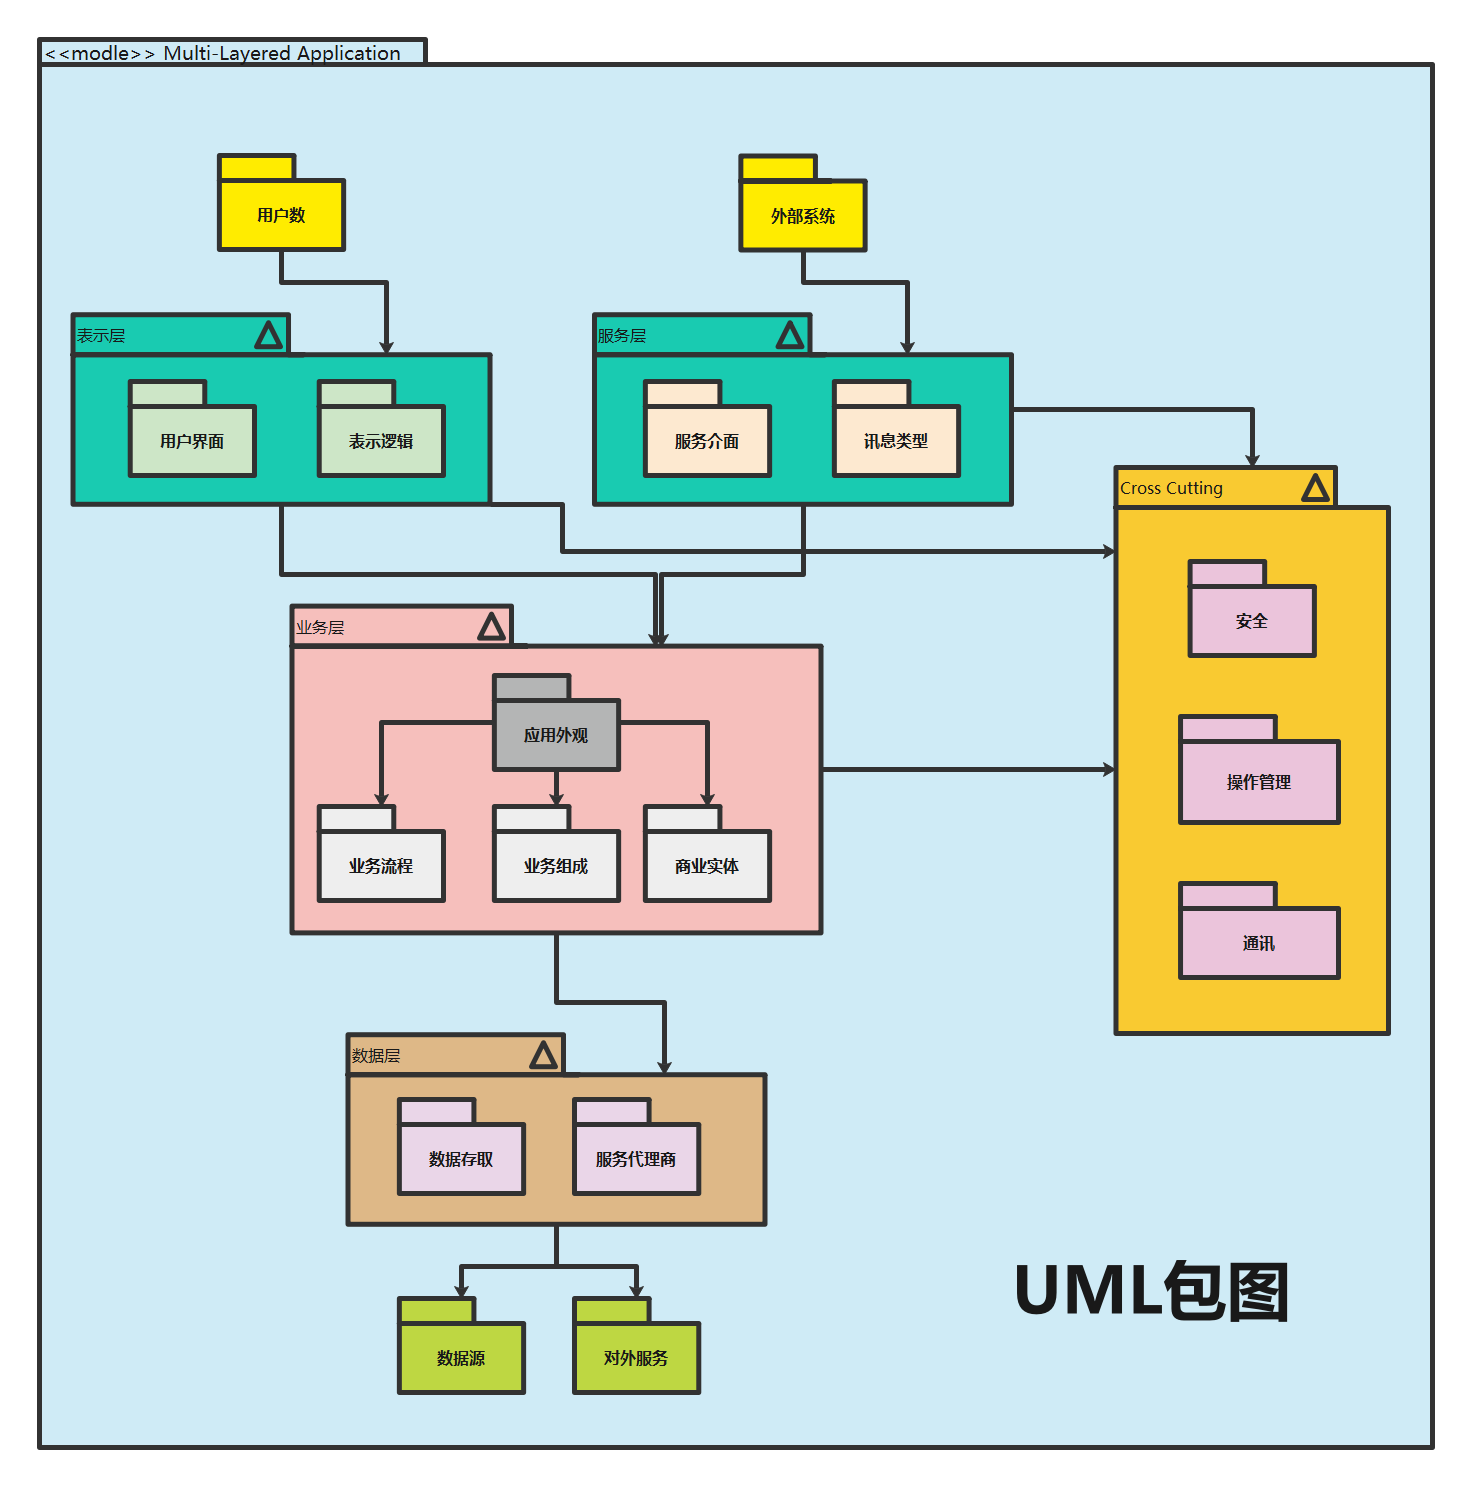 <<modle>> Multi-Layered Application
用户数
外部系统
表示层
服务层
用户界面
表示逻辑
服务介面
讯息类型
Cross Cutting
安全
业务层
应用外观
操作管理
业务流程
业务组成
商业实体
通讯
数据层
数据存取
服务代理商
UML包图
数据源
对外服务